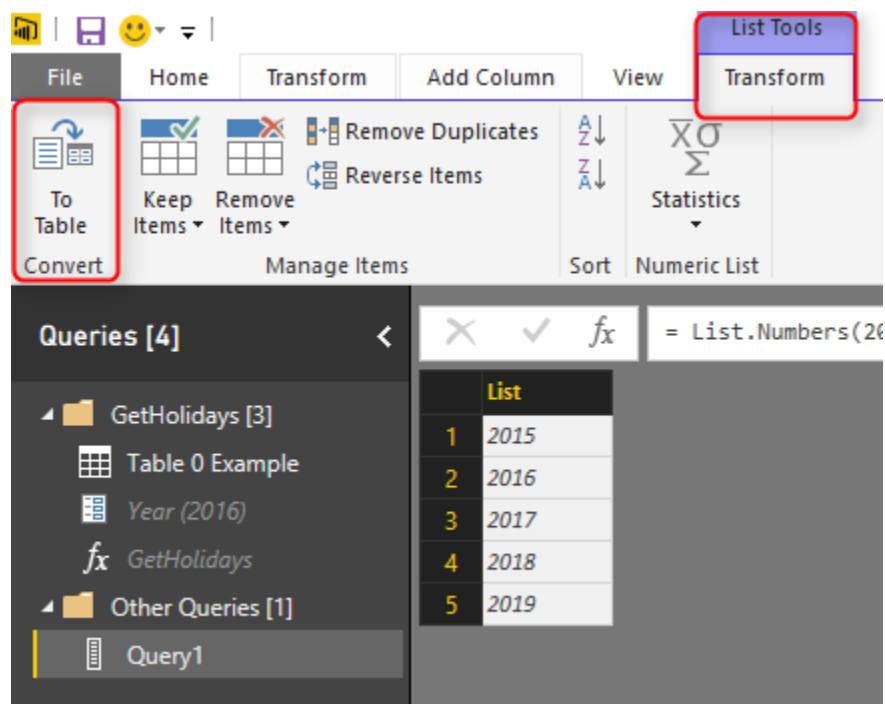 List Tools
File Home Transform Add Column View Transform
To Table
Keep Items
Remove Items
Remove Duplicates
Reverse Items
Statistics
Convert Manage Items Sort Numeric List
Queries [4]
fx = List.Numbers(20
GetHolidays [3]
Table 0 Example
Year (2016)
fx GetHolidays
Other Queries [1]
Query1
List
1 2015
2 2016
3 2017
4 2018
5 2019